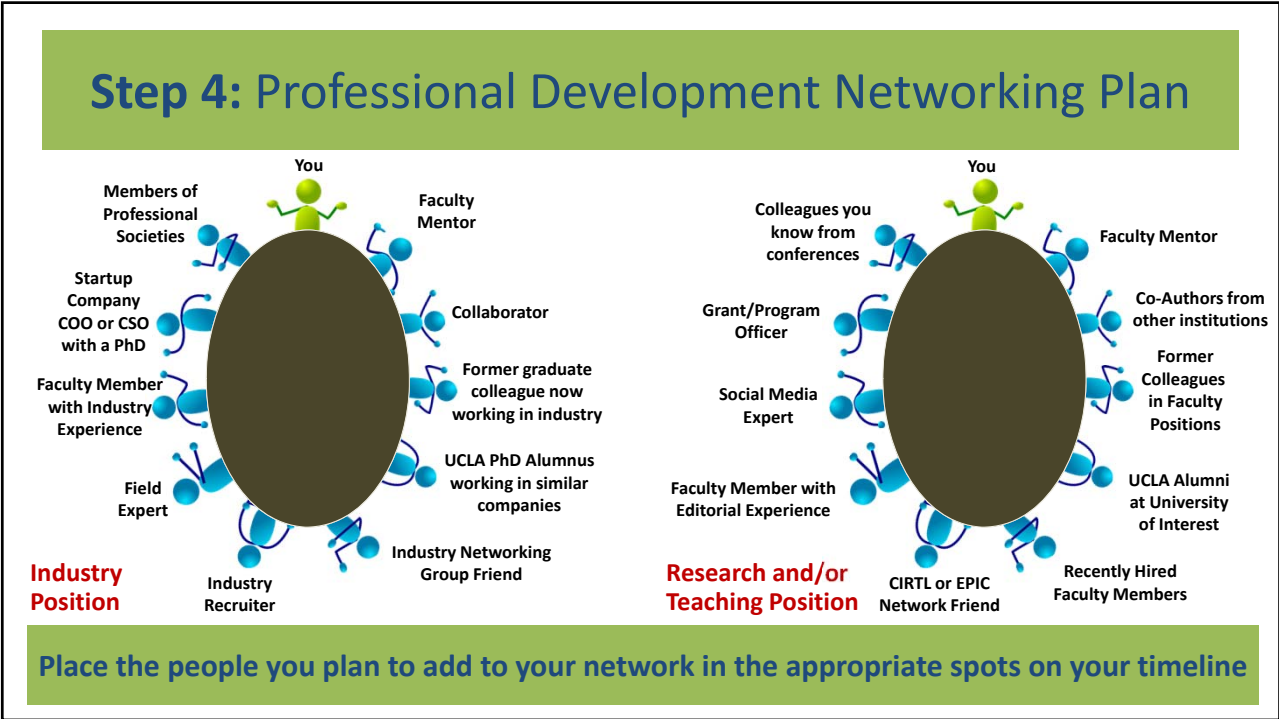 Step 4: Professional Development Networking Plan
You
Members of
Professional
Societies
Faculty
Mentor
Startup
Company
COO or CSO
with a PhD
Collaborator
Faculty Member
with Industry
Experience
Former graduate
colleague now
working in industry
Field
Expert
UCLA PhD Alumnus
working in similar
companies
Industry
Recruiter
Industry Networking
Group Friend
Industry
Position
You
Colleagues you
know from
conferences
Faculty Mentor
Grant/Program
Officer
Co-Authors from
other institutions
Social Media
Expert
Former
Colleagues
in Faculty
Positions
Faculty Member with
Editorial Experience
UCLA Alumni
at University
of Interest
CIRTL or EPIC
Network Friend
Recently Hired
Faculty Members
Research and/or
Teaching Position
Place the people you plan to add to your network in the appropriate spots on your timeline